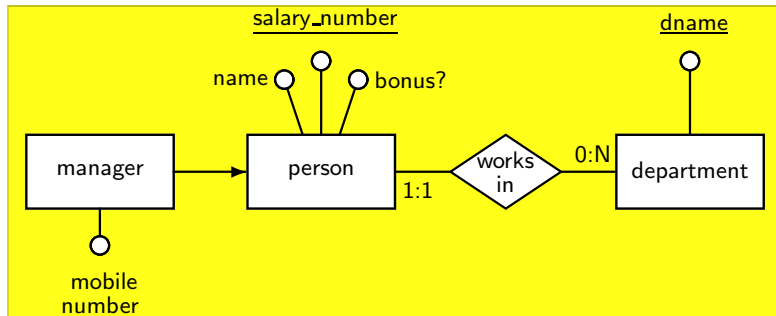 salary_number
dname
name
bonus?
manager
person
works
in
0:N
department
1:1
mobile
number